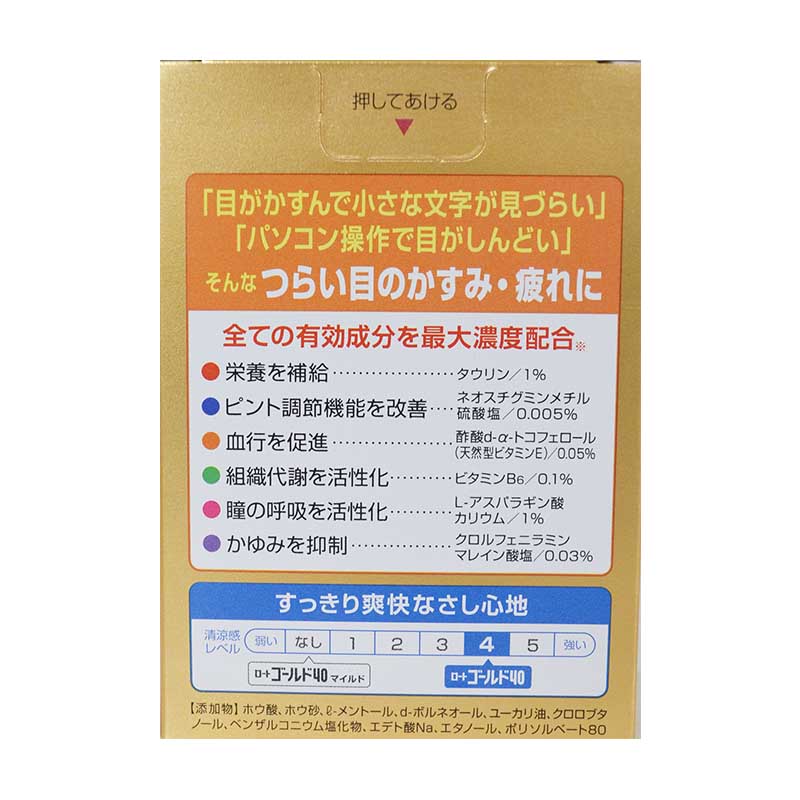 押してあける
「目がかすんで小さな文字が見づらい」
「パソコン操作で目がしんどい」
そんな つらい目のかすみ・疲れに
全ての有効成分を最大濃度配合※
栄養を補給 タウリン/1%
ピント調節機能を改善 ネオスチグミンメチル
硫酸塩/0.005%
血行を促進 酢酸d-α-トコフェロール
(天然型ビタミンE)/0.05%
組織代謝を活性化 ビタミンB6/0.1%
瞳の呼吸を活性化 L-アスパラギン酸
カリウム/1%
かゆみを抑制 クロルフェニラミン
マレイン酸塩/0.03%
すっきり爽快なさし心地
清涼感
レベル 弱い なし 1 2 3 4 5 強い
ロートゴールド40マイルド ロートゴールド40
【添加物】ホウ酸、ホウ砂、ℓ-メントール、d-ボルネオール、ユーカリ油、クロロブタ
ノール、ベンザルコニウム塩化物、エデト酸Na、エタノール、ポリソルベート80